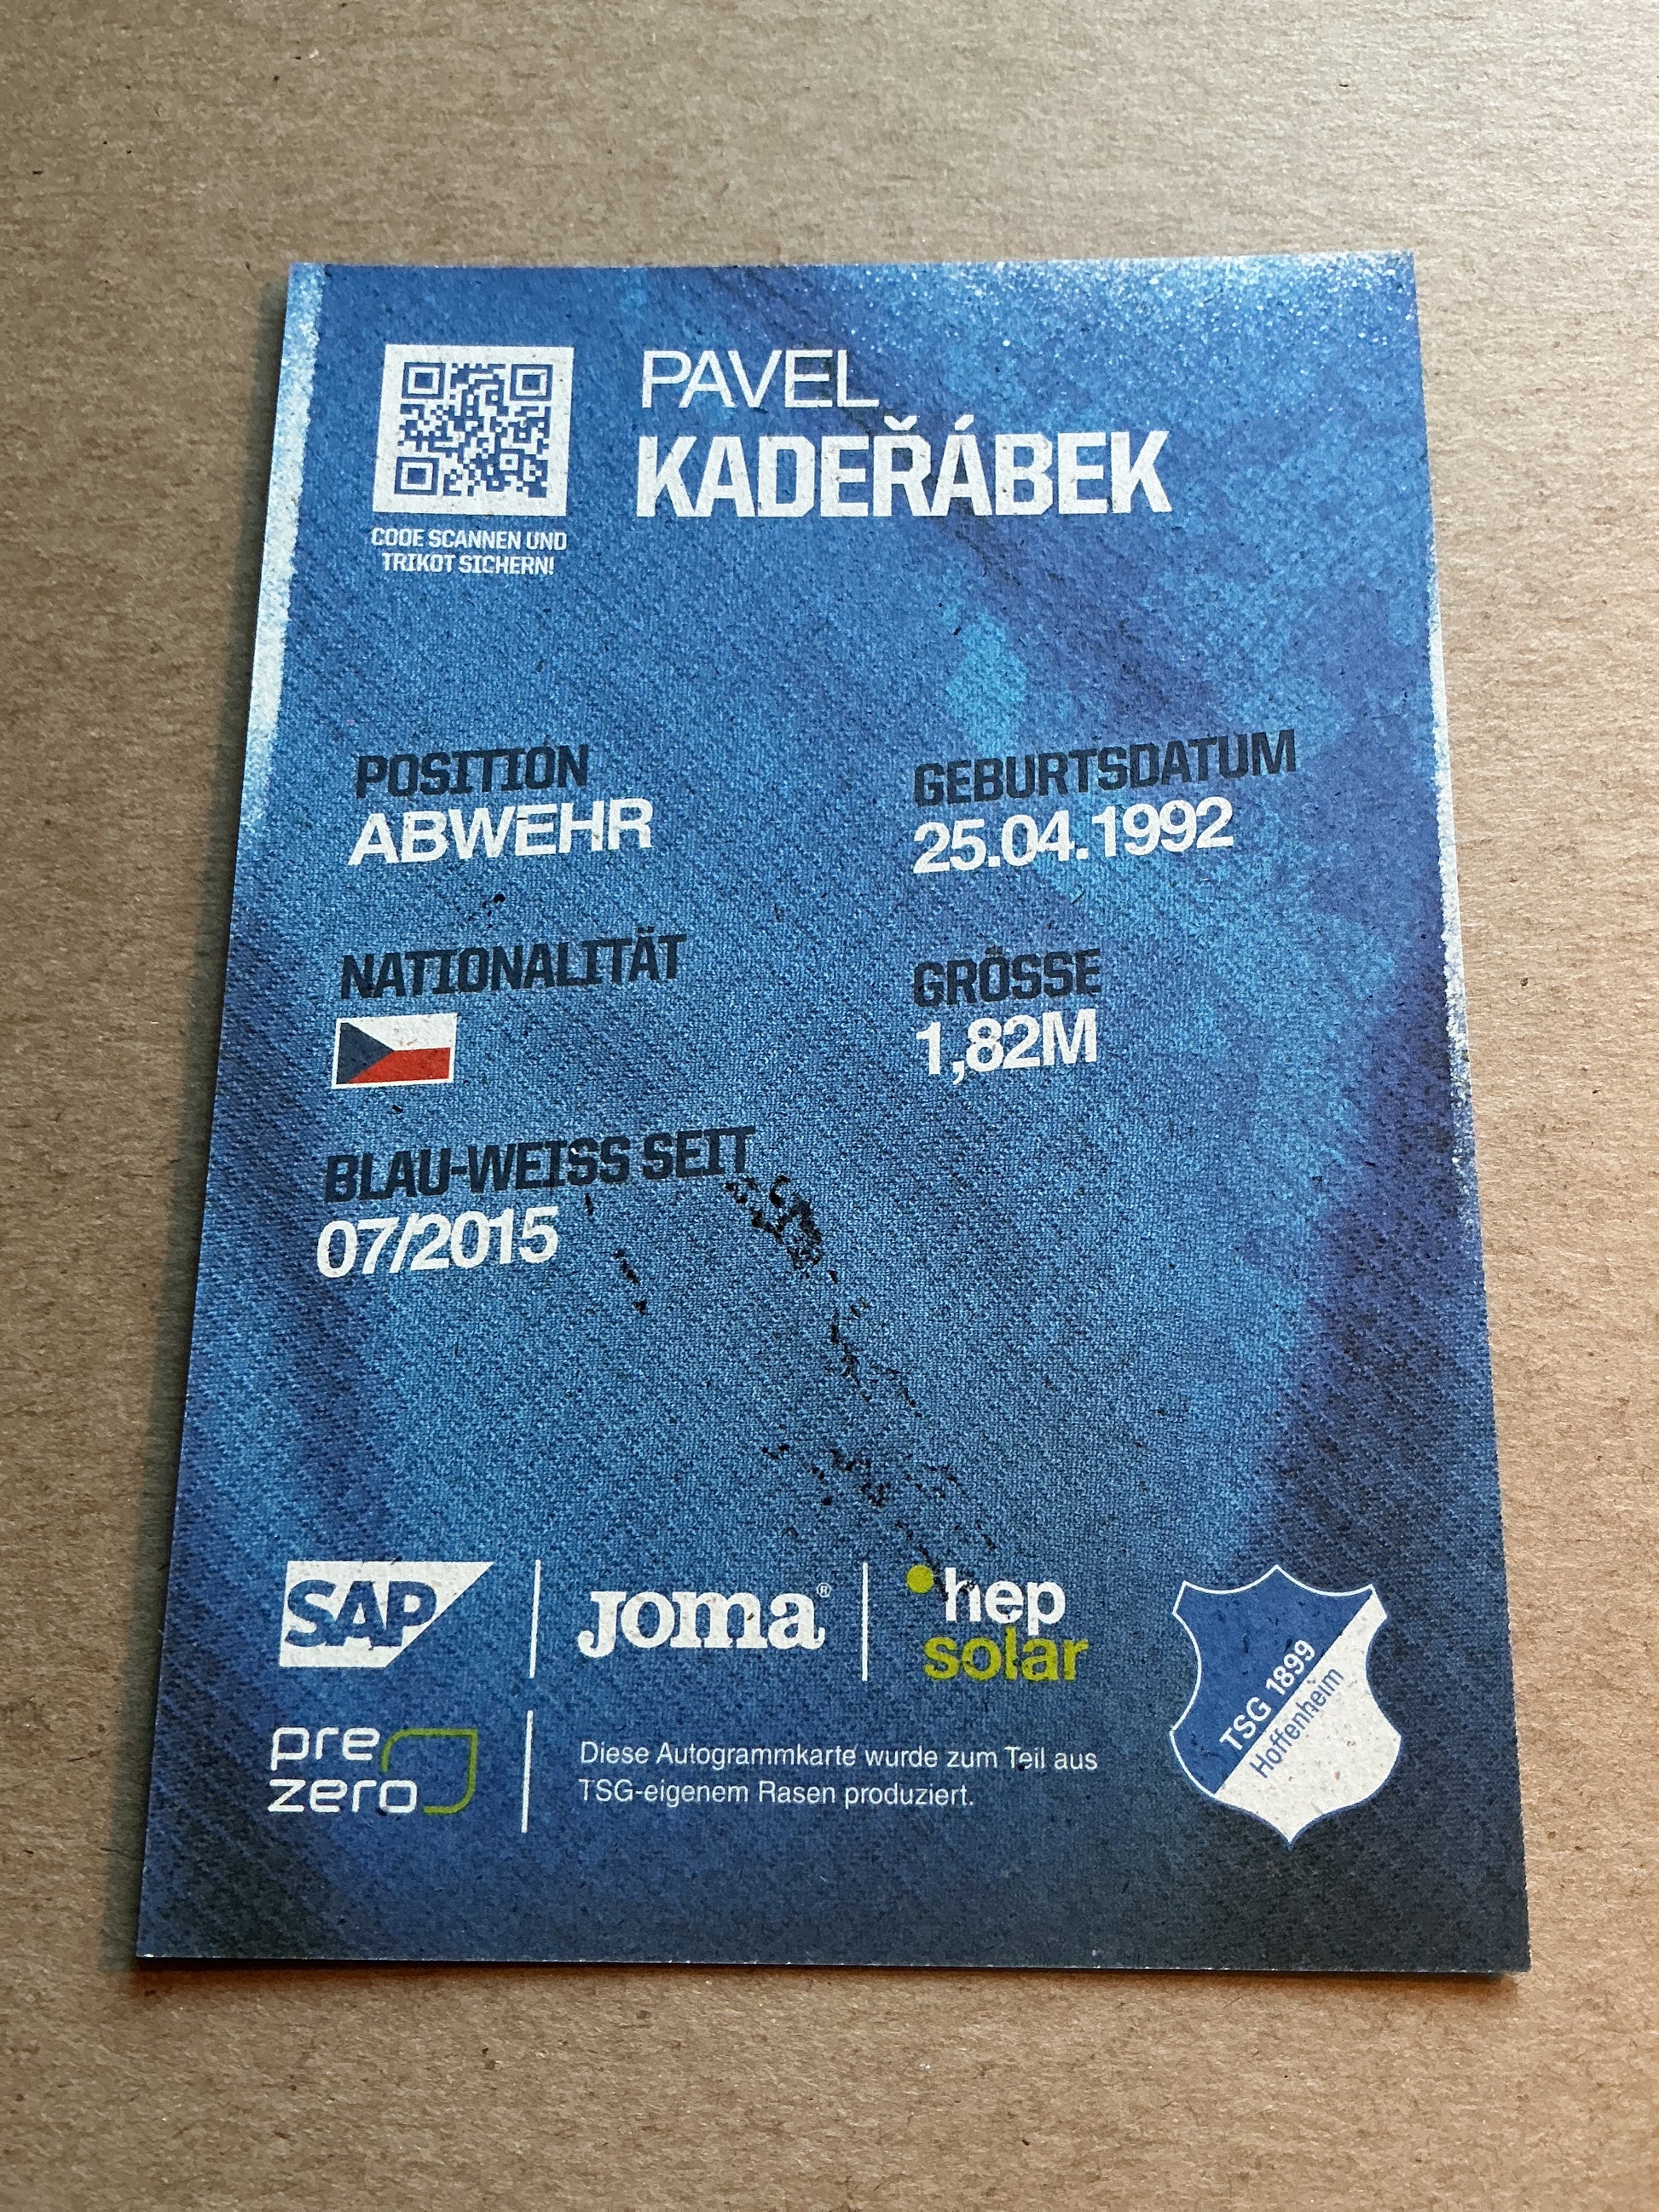 PAVEL
KADEŘÁBEK
CODE SCANNEN UND
TRIKOT SICHERN!
POSITION
ABWEHR
GEBURTSDATUM
25.04.1992
NATIONALITÄT
GRÖSSE
1,82M
BLAU-WEISS SEIT
07/2015
SAP
JOMA®
hep
solar
pre
zero
Diese Autogrammkarte wurde zum Teil aus
TSG-eigenem Rasen produziert.
TSG 1899
Hoffenheim